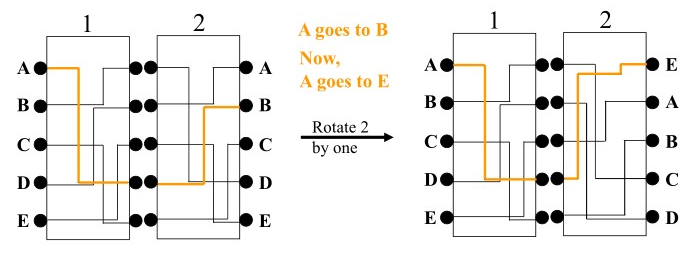 1 2
A A
B B
C C
D D
E E
A goes to B
Now,
A goes to E
Rotate 2
by one
1 2
A E
B A
C B
D C
E D